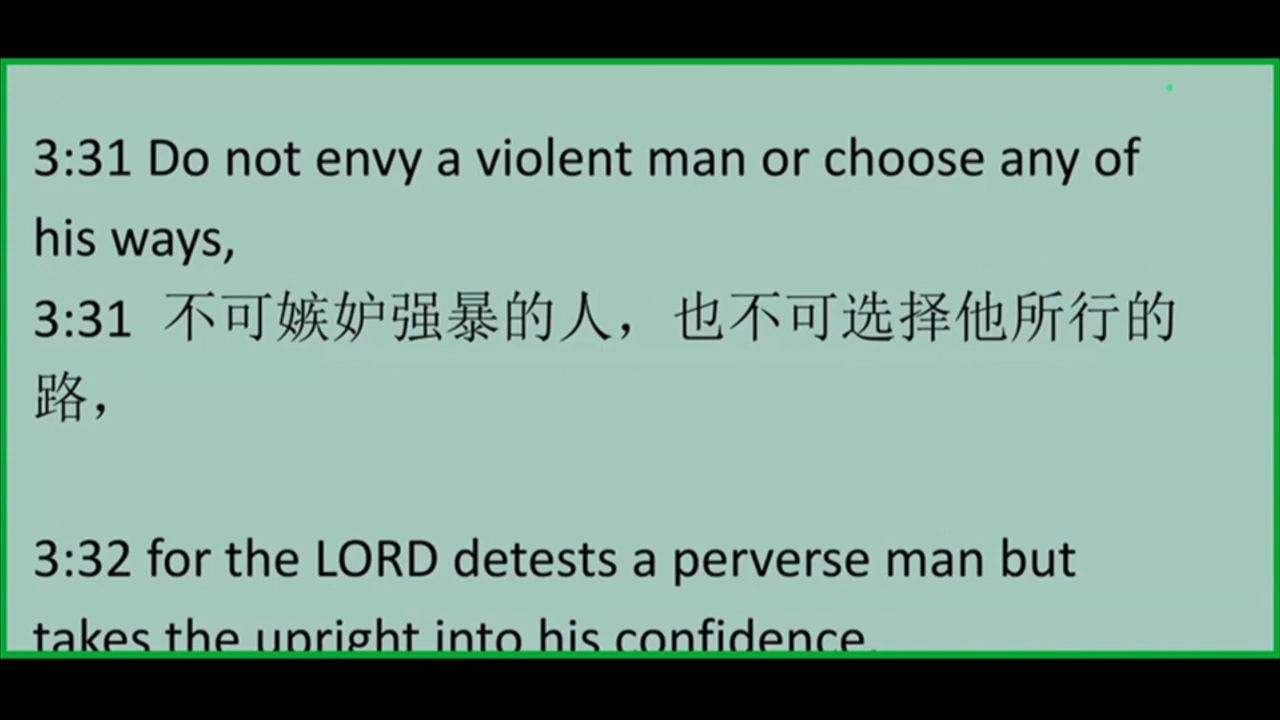 3:31 Do not envy a violent man or choose any of
his ways,
3:31 不可嫉妒强暴的人，也不可选择他所行的
路，
3:32 for the LORD detests a perverse man but
takes the upright into his confidence.